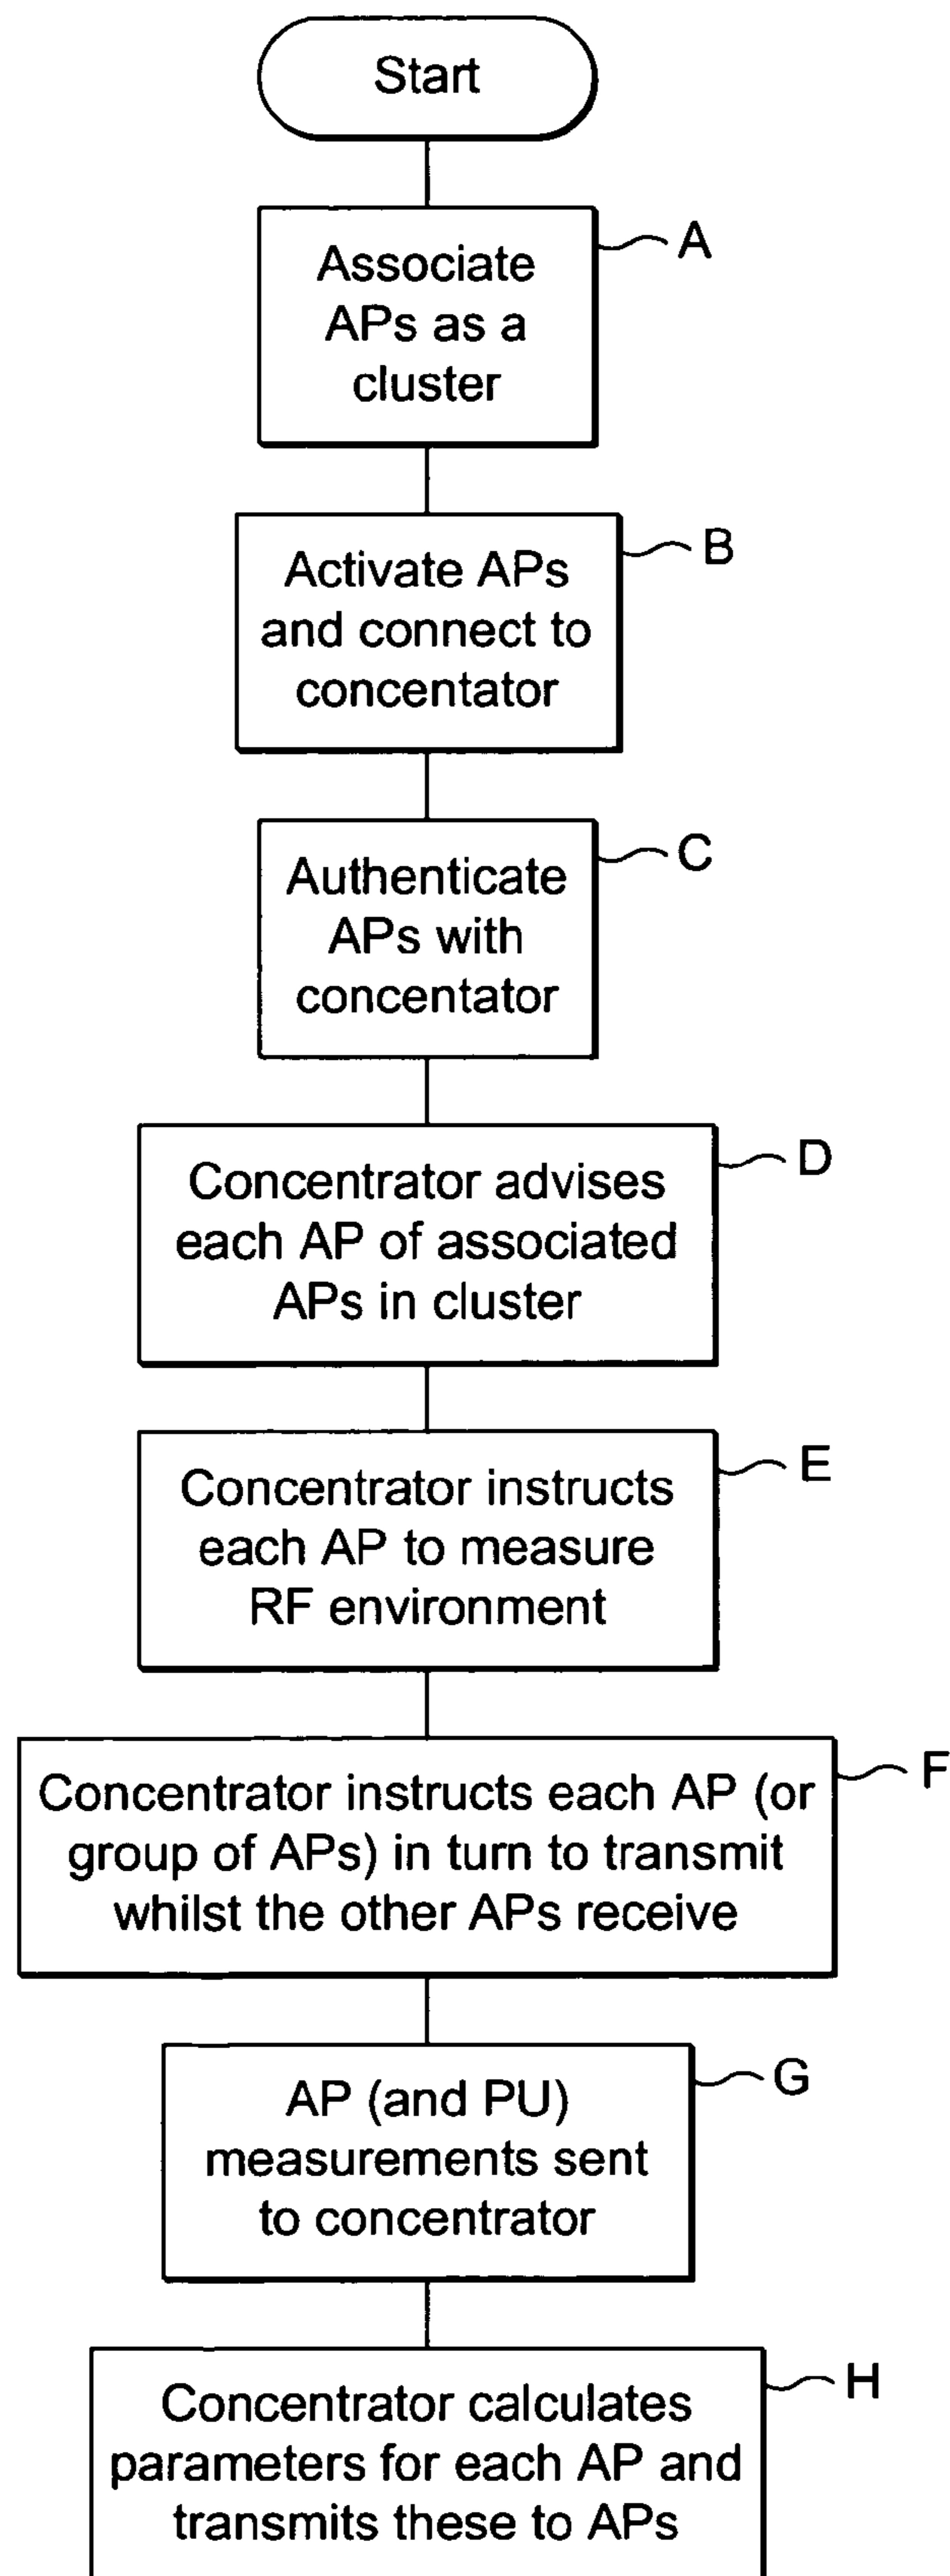 Start
A
Associate
APs as a
cluster
B
Activate APs
and connect to
concentator
C
Authenticate
APs with
concentator
D
Concentrator advises
each AP of associated
APs in cluster
E
Concentrator instructs
each AP to measure
RF environment
F
Concentrator instructs each AP (or
group of APs) in turn to transmit
whilst the other APs receive
G
AP (and PU)
measurements sent
to concentrator
H
Concentrator calculates
parameters for each AP and
transmits these to APs